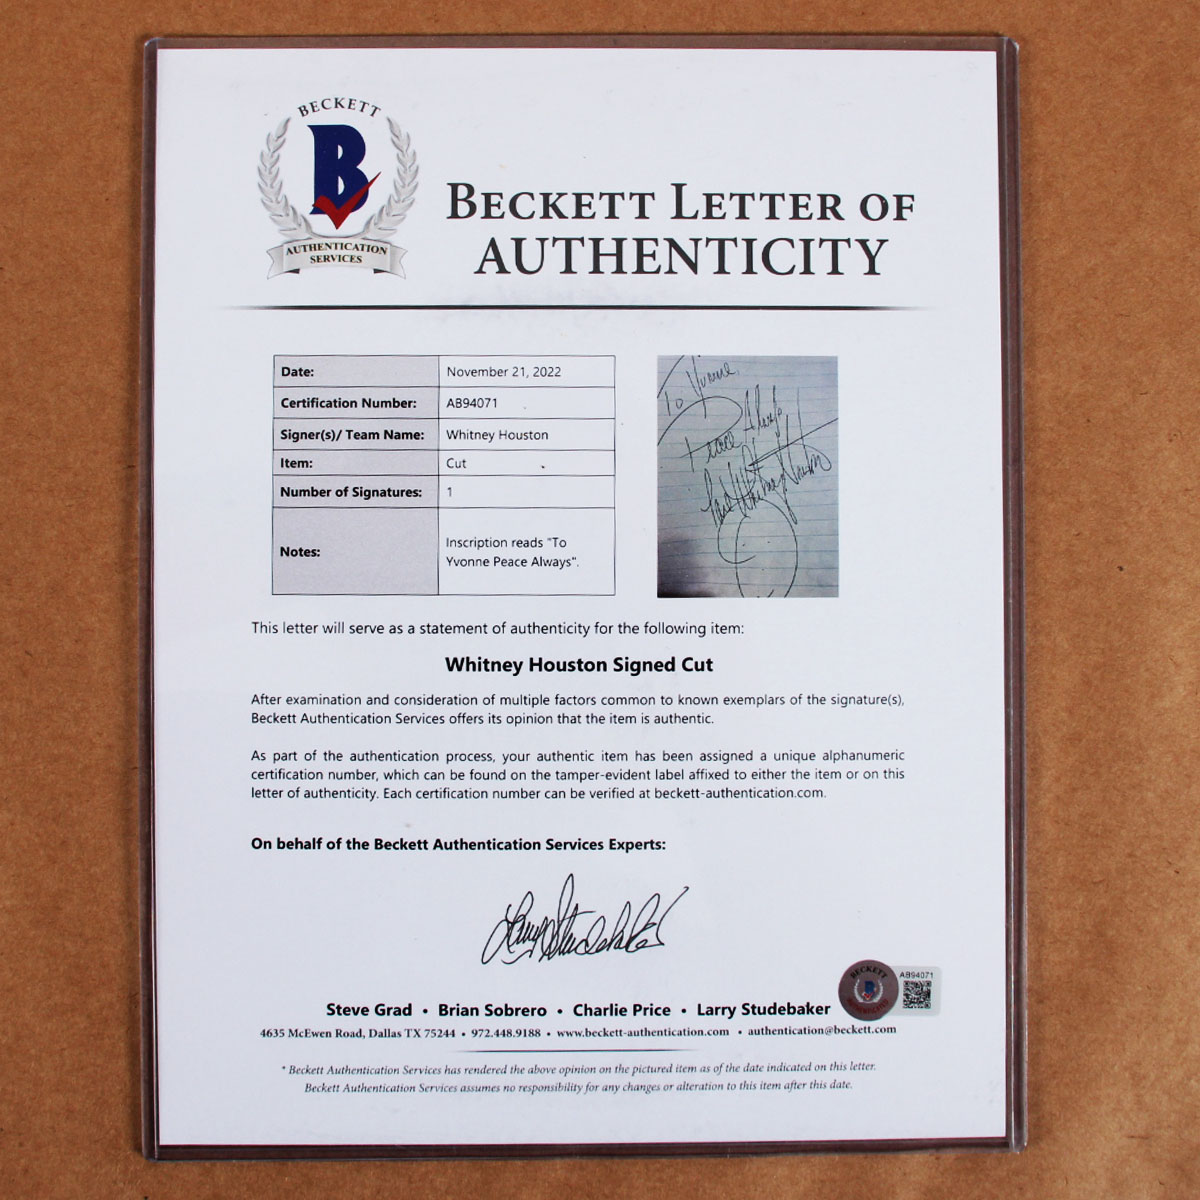 BECKETT
B
AUTHENTICATION
SERVICES
BECKETT LETTER OF
AUTHENTICITY
Date: November 21, 2022
Certification Number: AB94071
Signer(s)/ Team Name: Whitney Houston
Item: Cut
Number of Signatures: 1
Notes: Inscription reads "To
Yvonne Peace Always".
To Yvonne,
Peace Always
Whitney Houston
This letter will serve as a statement of authenticity for the following item:
Whitney Houston Signed Cut
After examination and consideration of multiple factors common to known exemplars of the signature(s),
Beckett Authentication Services offers its opinion that the item is authentic.
As part of the authentication process, your authentic item has been assigned a unique alphanumeric
certification number, which can be found on the tamper-evident label affixed to either the item or on this
letter of authenticity. Each certification number can be verified at beckett-authentication.com.
On behalf of the Beckett Authentication Services Experts:
Larry Studebaker
BECKETT
B
AUTHENTICATED
AB94071
Steve Grad • Brian Sobrero • Charlie Price • Larry Studebaker
4635 McEwen Road, Dallas TX 75244 • 972.448.9188 • www.beckett-authentication.com • authentication@beckett.com
* Beckett Authentication Services has rendered the above opinion on the pictured item as of the date indicated on this letter.
Beckett Authentication Services assumes no responsibility for any changes or alteration to this item after this date.